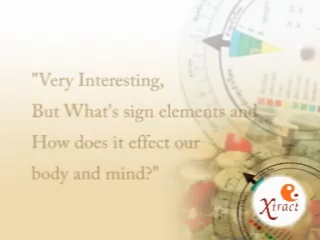 "Very Interesting,
But What's sign elements and
How does it effect our
body and mind?"
Xtract